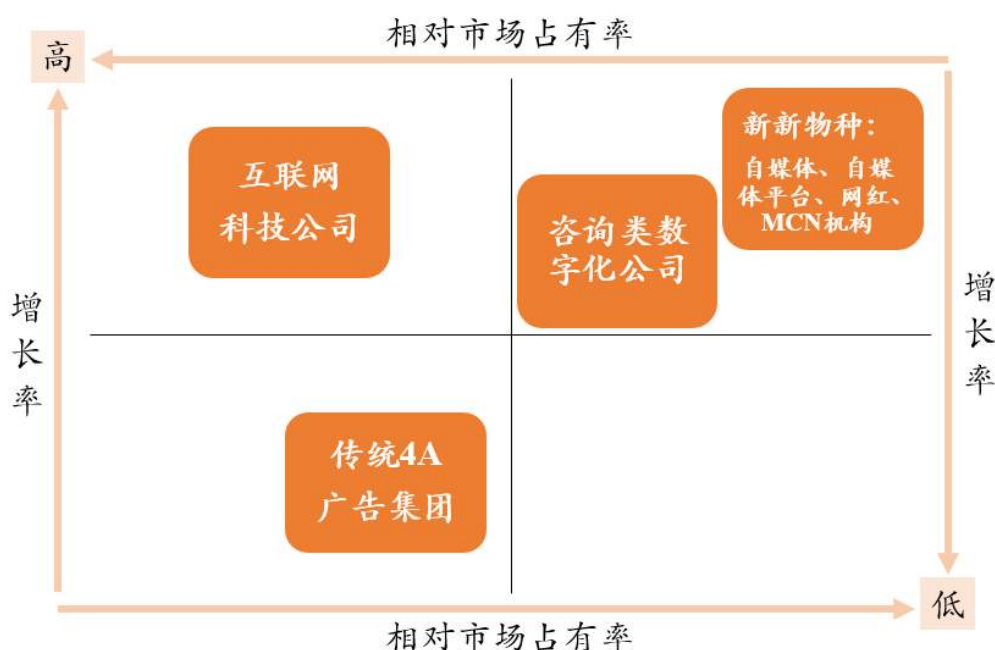 相对市场占有率
高
互联网
科技公司
咨询类数
字化公司
新新物种：
自媒体、自媒
体平台、网红、
MCN机构
增长率
增长率
传统4A
广告集团
低
相对市场占有率